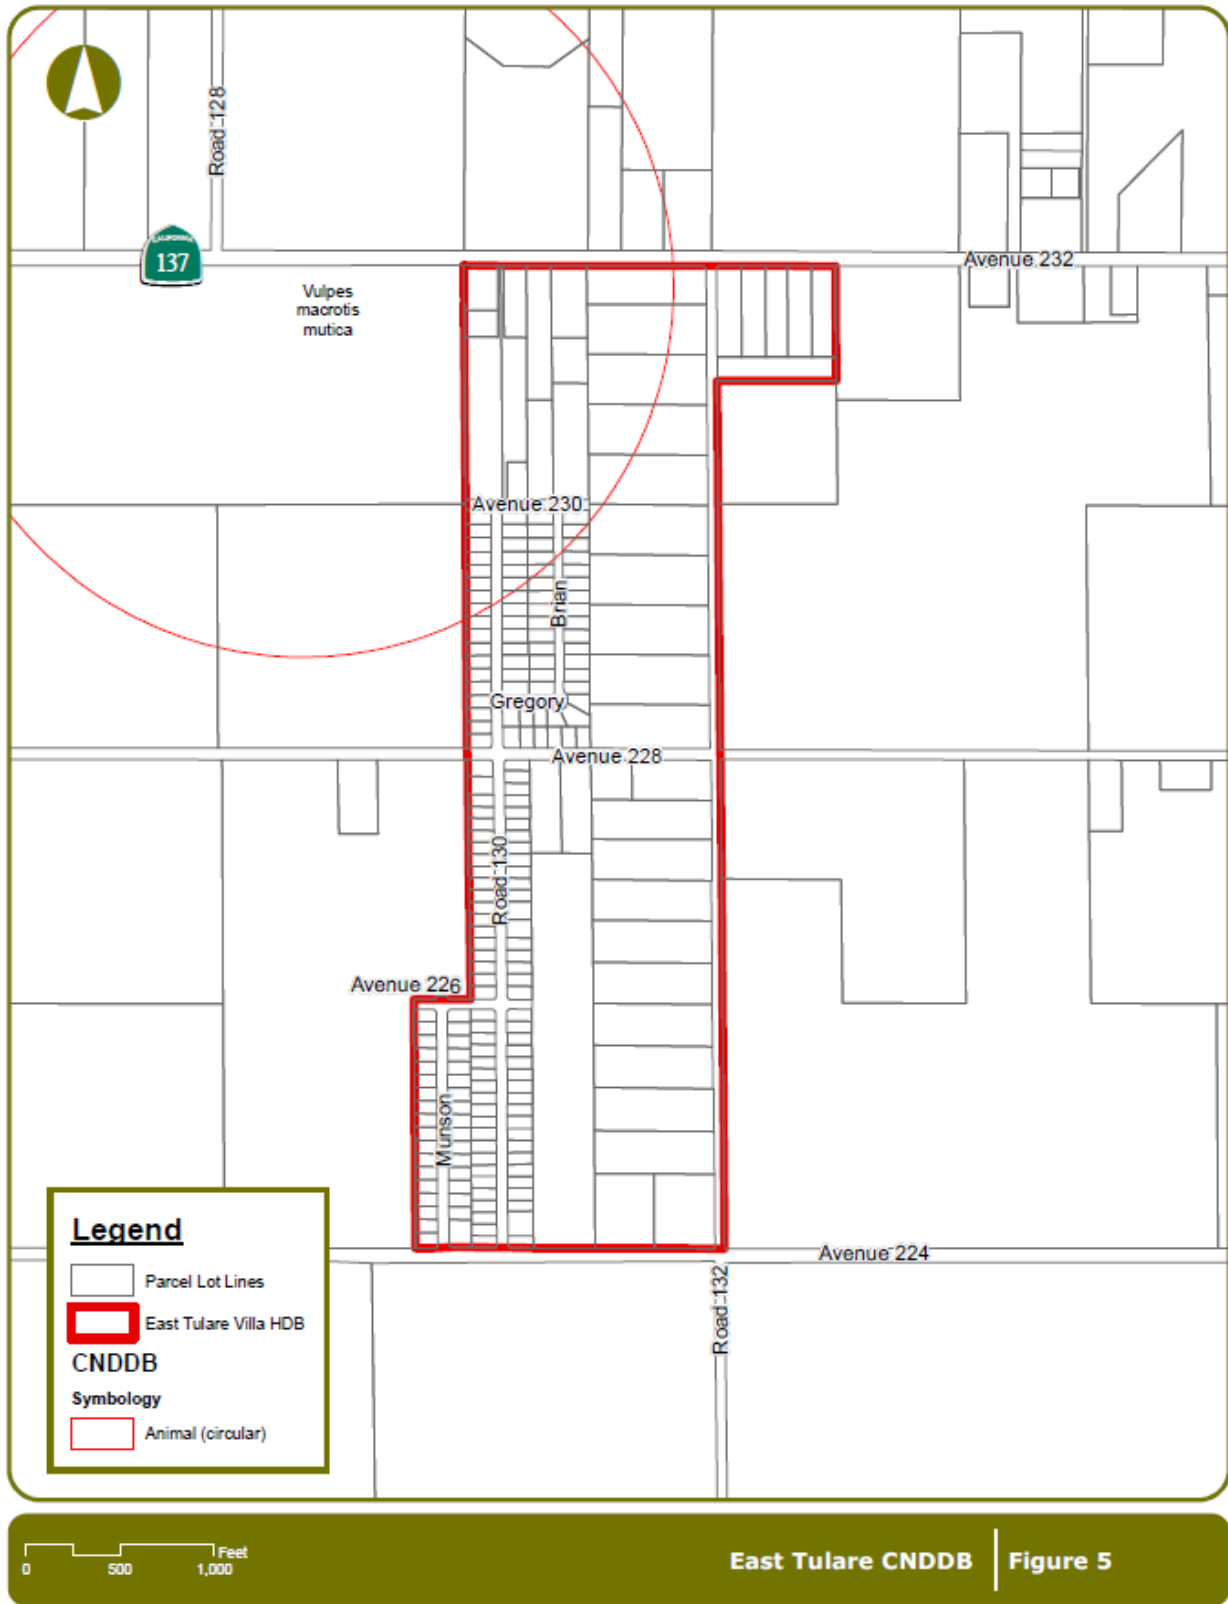 Road 128
CALIFORNIA
137
Avenue 232
Vulpes
macrotis
mutica
Avenue 230
Brian
Gregory
Avenue 228
Road 130
Avenue 226
Munson
Avenue 224
Road 132
Legend
Parcel Lot Lines
East Tulare Villa HDB
CNDDB
Symbology
Animal (circular)
Feet
0 500 1,000
East Tulare CNDDB Figure 5